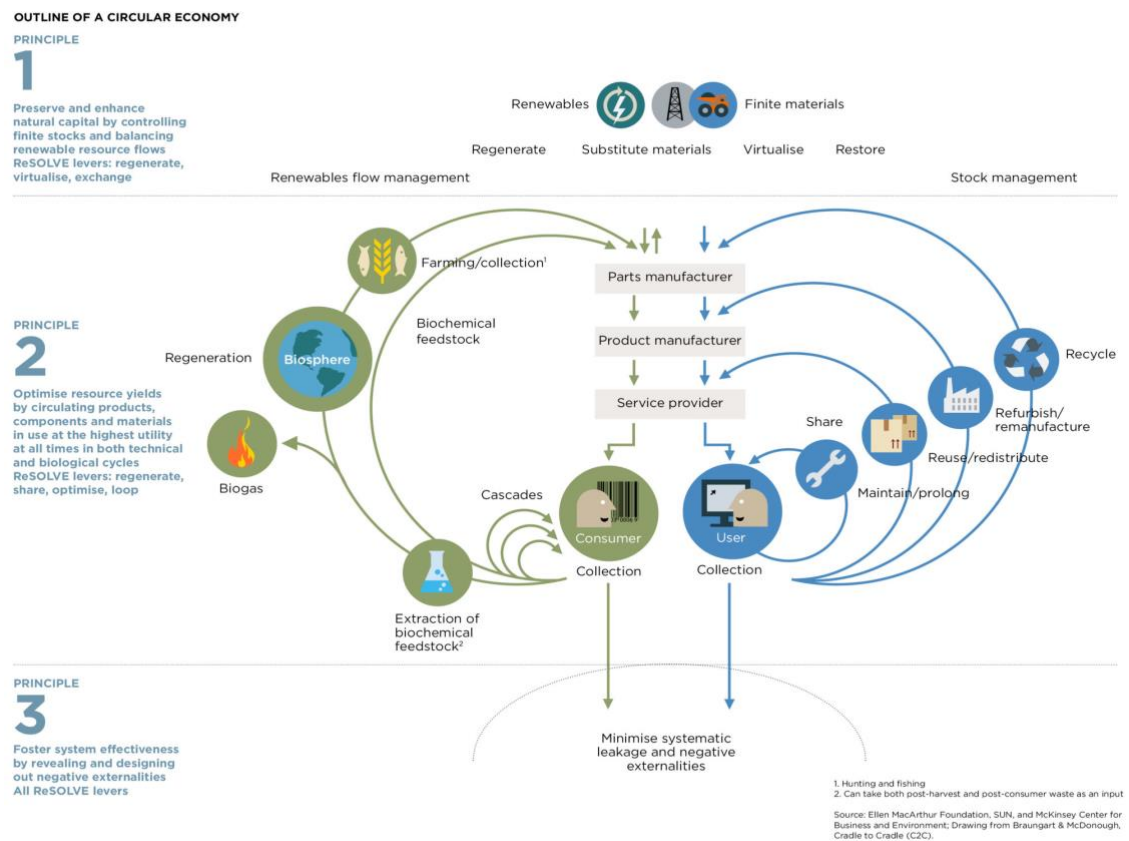 OUTLINE OF A CIRCULAR ECONOMY
PRINCIPLE
1
Preserve and enhance
natural capital by controlling
finite stocks and balancing
renewable resource flows
ReSOLVE levers: regenerate,
virtualise, exchange
Renewables
Finite materials
Regenerate
Substitute materials
Virtualise
Restore
Renewables flow management
Stock management
PRINCIPLE
2
Optimise resource yields
by circulating products,
components and materials
in use at the highest utility
at all times in both technical
and biological cycles
ReSOLVE levers: regenerate,
share, optimise, loop
Farming/collection¹
Biochemical
feedstock
Regeneration
Biosphere
Biogas
Cascades
Extraction of
biochemical
feedstock²
Parts manufacturer
Product manufacturer
Service provider
Consumer
Collection
User
Collection
Share
Maintain/prolong
Reuse/redistribute
Refurbish/
remanufacture
Recycle
PRINCIPLE
3
Foster system effectiveness
by revealing and designing
out negative externalities
All ReSOLVE levers
Minimise systematic
leakage and negative
externalities
1. Hunting and fishing
2. Can take both post-harvest and post-consumer waste as an input
Source: Ellen MacArthur Foundation, SUN, and McKinsey Center for
Business and Environment; Drawing from Braungart & McDonough,
Cradle to Cradle (C2C).